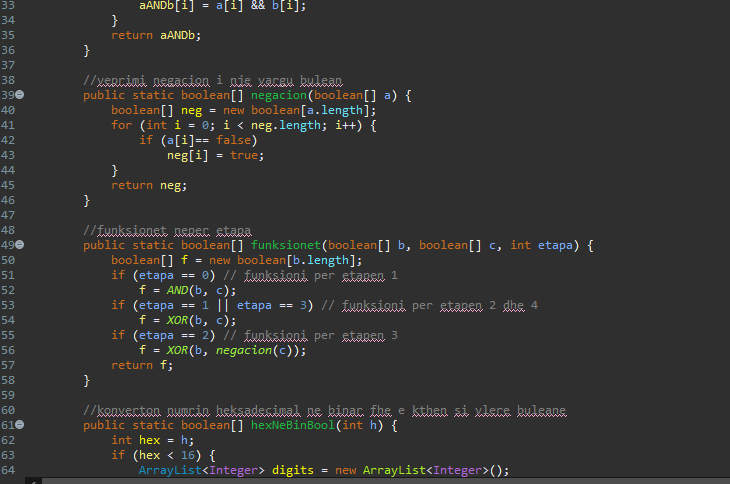 33 aANDb[i] = a[i] && b[i];
34 }
35 return aANDb;
36 }
37
38 //veprimi negacion i nje vargu bulean
39 public static boolean[] negacion(boolean[] a) {
40 boolean[] neg = new boolean[a.length];
41 for (int i = 0; i < neg.length; i++) {
42 if (a[i]== false)
43 neg[i] = true;
44 }
45 return neg;
46 }
47
48 //funksionet neper etapa
49 public static boolean[] funksionet(boolean[] b, boolean[] c, int etapa) {
50 boolean[] f = new boolean[b.length];
51 if (etapa == 0) // funksioni per etapen 1
52 f = AND(b, c);
53 if (etapa == 1 || etapa == 3) // funksioni per etapen 2 dhe 4
54 f = XOR(b, c);
55 if (etapa == 2) // funksioni per etapen 3
56 f = XOR(b, negacion(c));
57 return f;
58 }
59
60 //konverton numrin heksadecimal ne binar fhe e kthen si vlere buleane
61 public static boolean[] hexNeBinBool(int h) {
62 int hex = h;
63 if (hex < 16) {
64 ArrayList<Integer> digits = new ArrayList<Integer>();